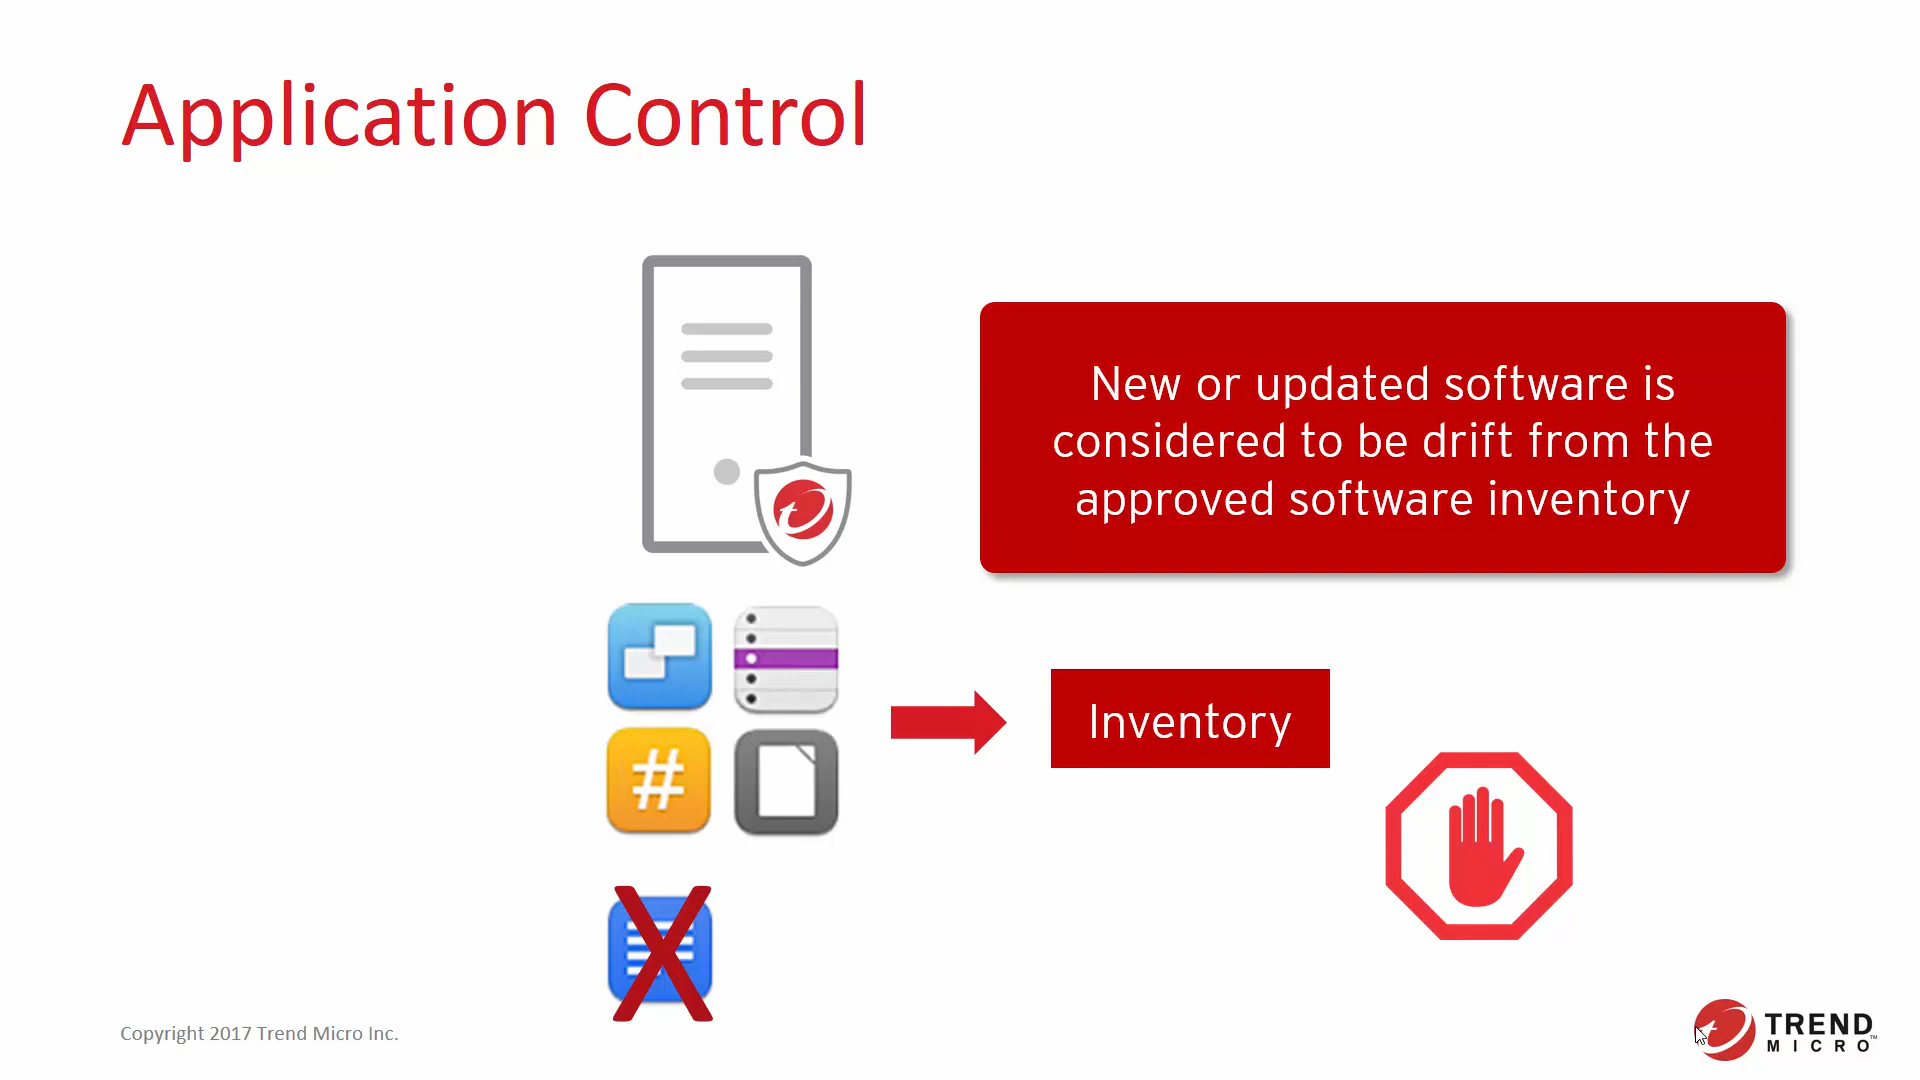 Application Control
New or updated software is
considered to be drift from the
approved software inventory
Inventory
#
X
Copyright 2017 Trend Micro Inc.
TREND
MICRO™